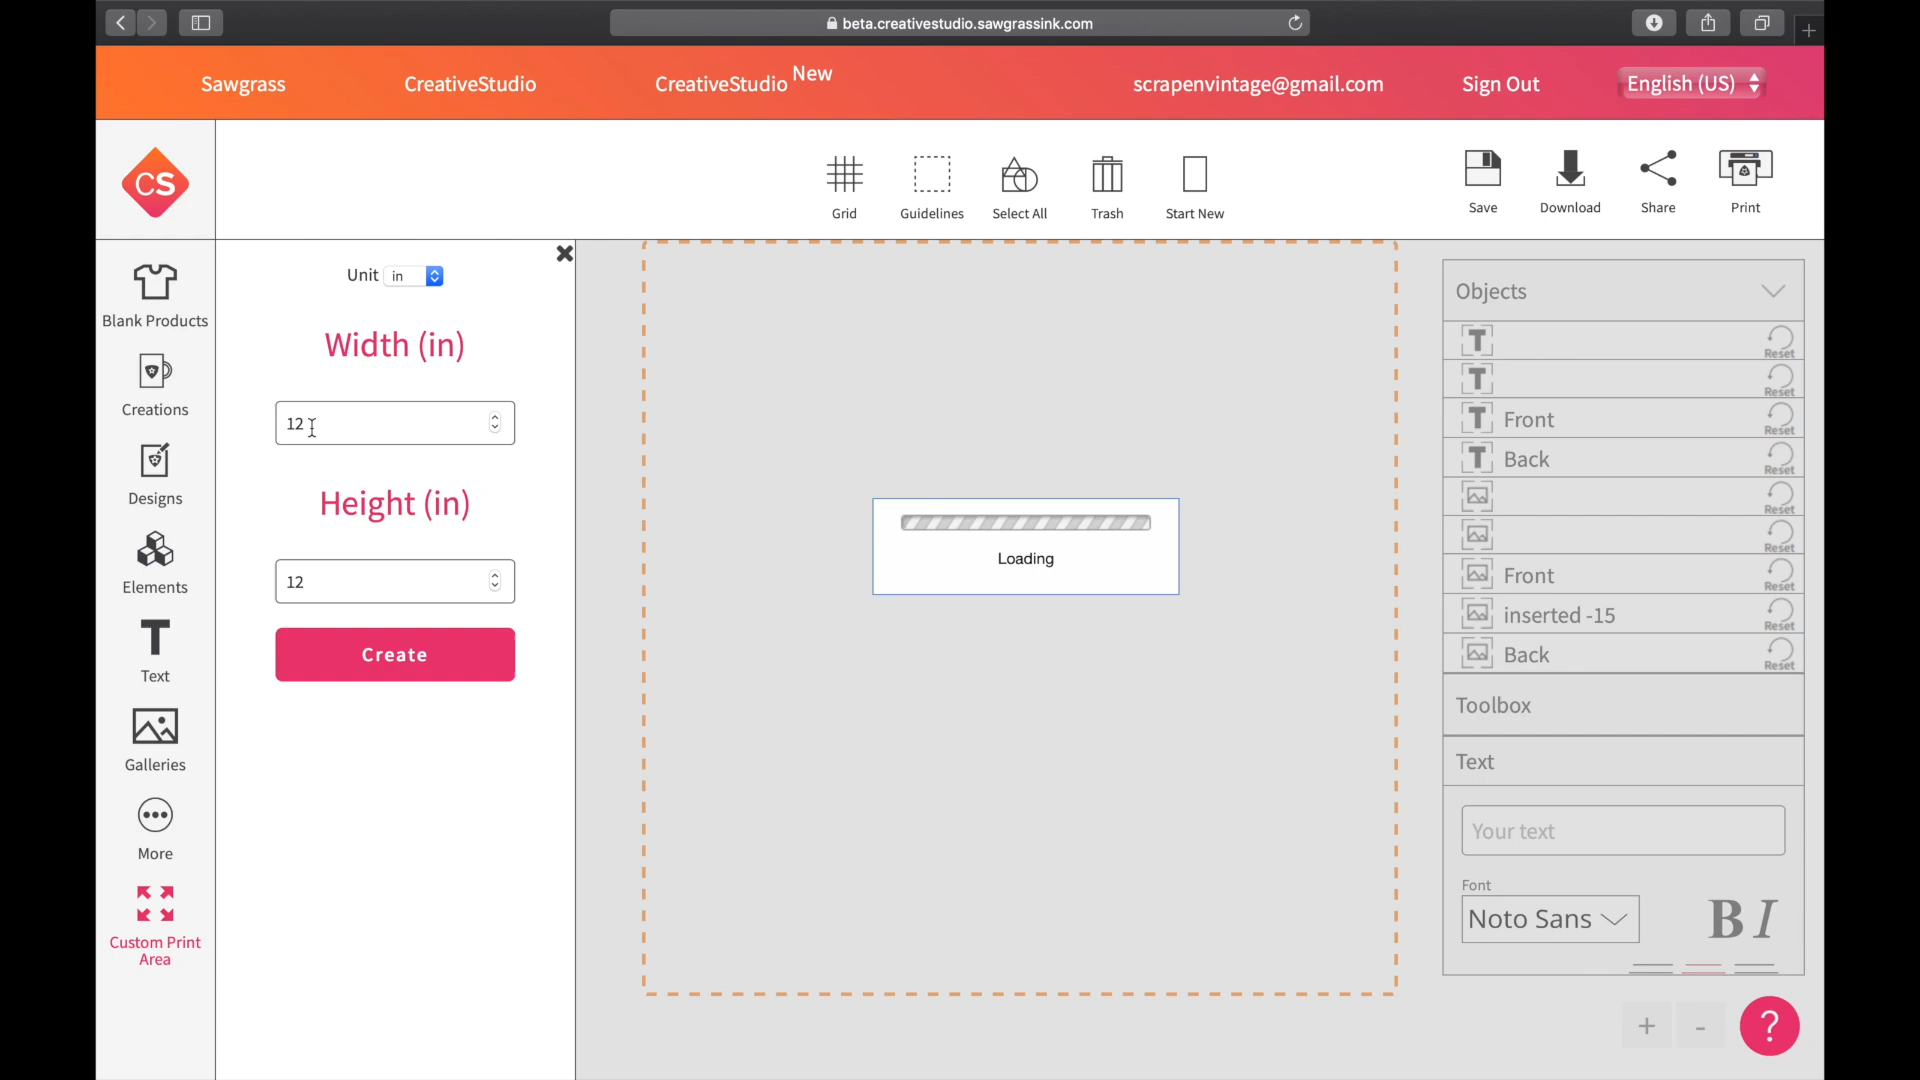 beta.creativestudio.sawgrassink.com
Sawgrass
CreativeStudio
CreativeStudio New
scrapenvintage@gmail.com
Sign Out
English (US)
CS
Grid
Guidelines
Select All
Trash
Start New
Save
Download
Share
Print
Blank Products
Creations
Designs
Elements
Text
Galleries
More
Custom Print
Area
Unit in
Width (in)
12
Height (in)
12
Create
Loading
Objects
T Reset
T Reset
T Front Reset
T Back Reset
Reset
Reset
Front Reset
inserted -15 Reset
Back Reset
Toolbox
Text
Your text
Font
Noto Sans
B I
+ - ?